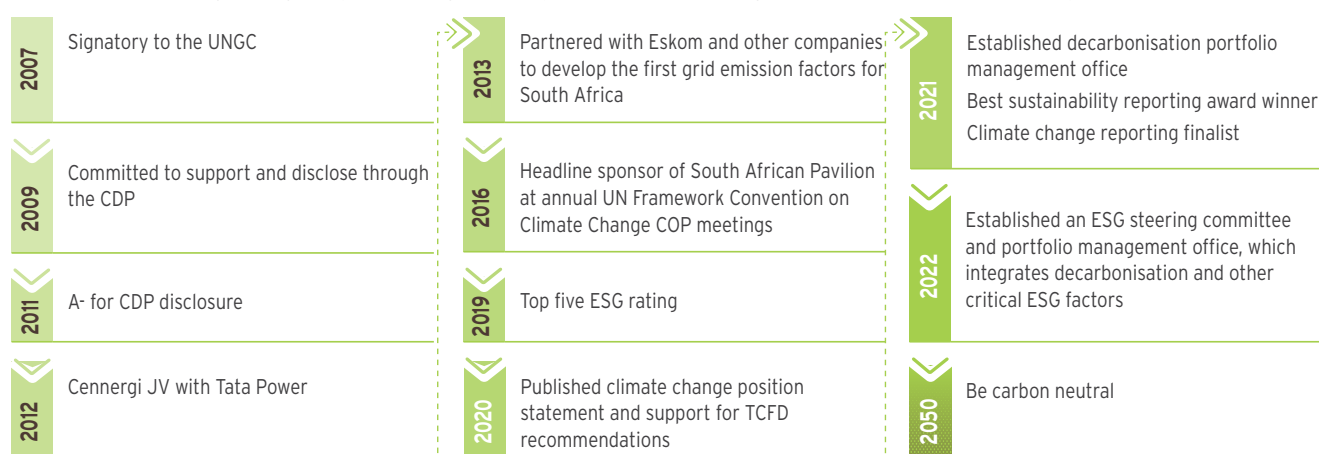 2007
Signatory to the UNGC
2009
Committed to support and disclose through
the CDP
2011
A- for CDP disclosure
2012
Cennergi JV with Tata Power
2013
Partnered with Eskom and other companies
to develop the first grid emission factors for
South Africa
2016
Headline sponsor of South African Pavilion
at annual UN Framework Convention on
Climate Change COP meetings
2019
Top five ESG rating
2020
Published climate change position
statement and support for TCFD
recommendations
2021
Established decarbonisation portfolio
management office
Best sustainability reporting award winner
Climate change reporting finalist
2022
Established an ESG steering committee
and portfolio management office, which
integrates decarbonisation and other
critical ESG factors
2050
Be carbon neutral